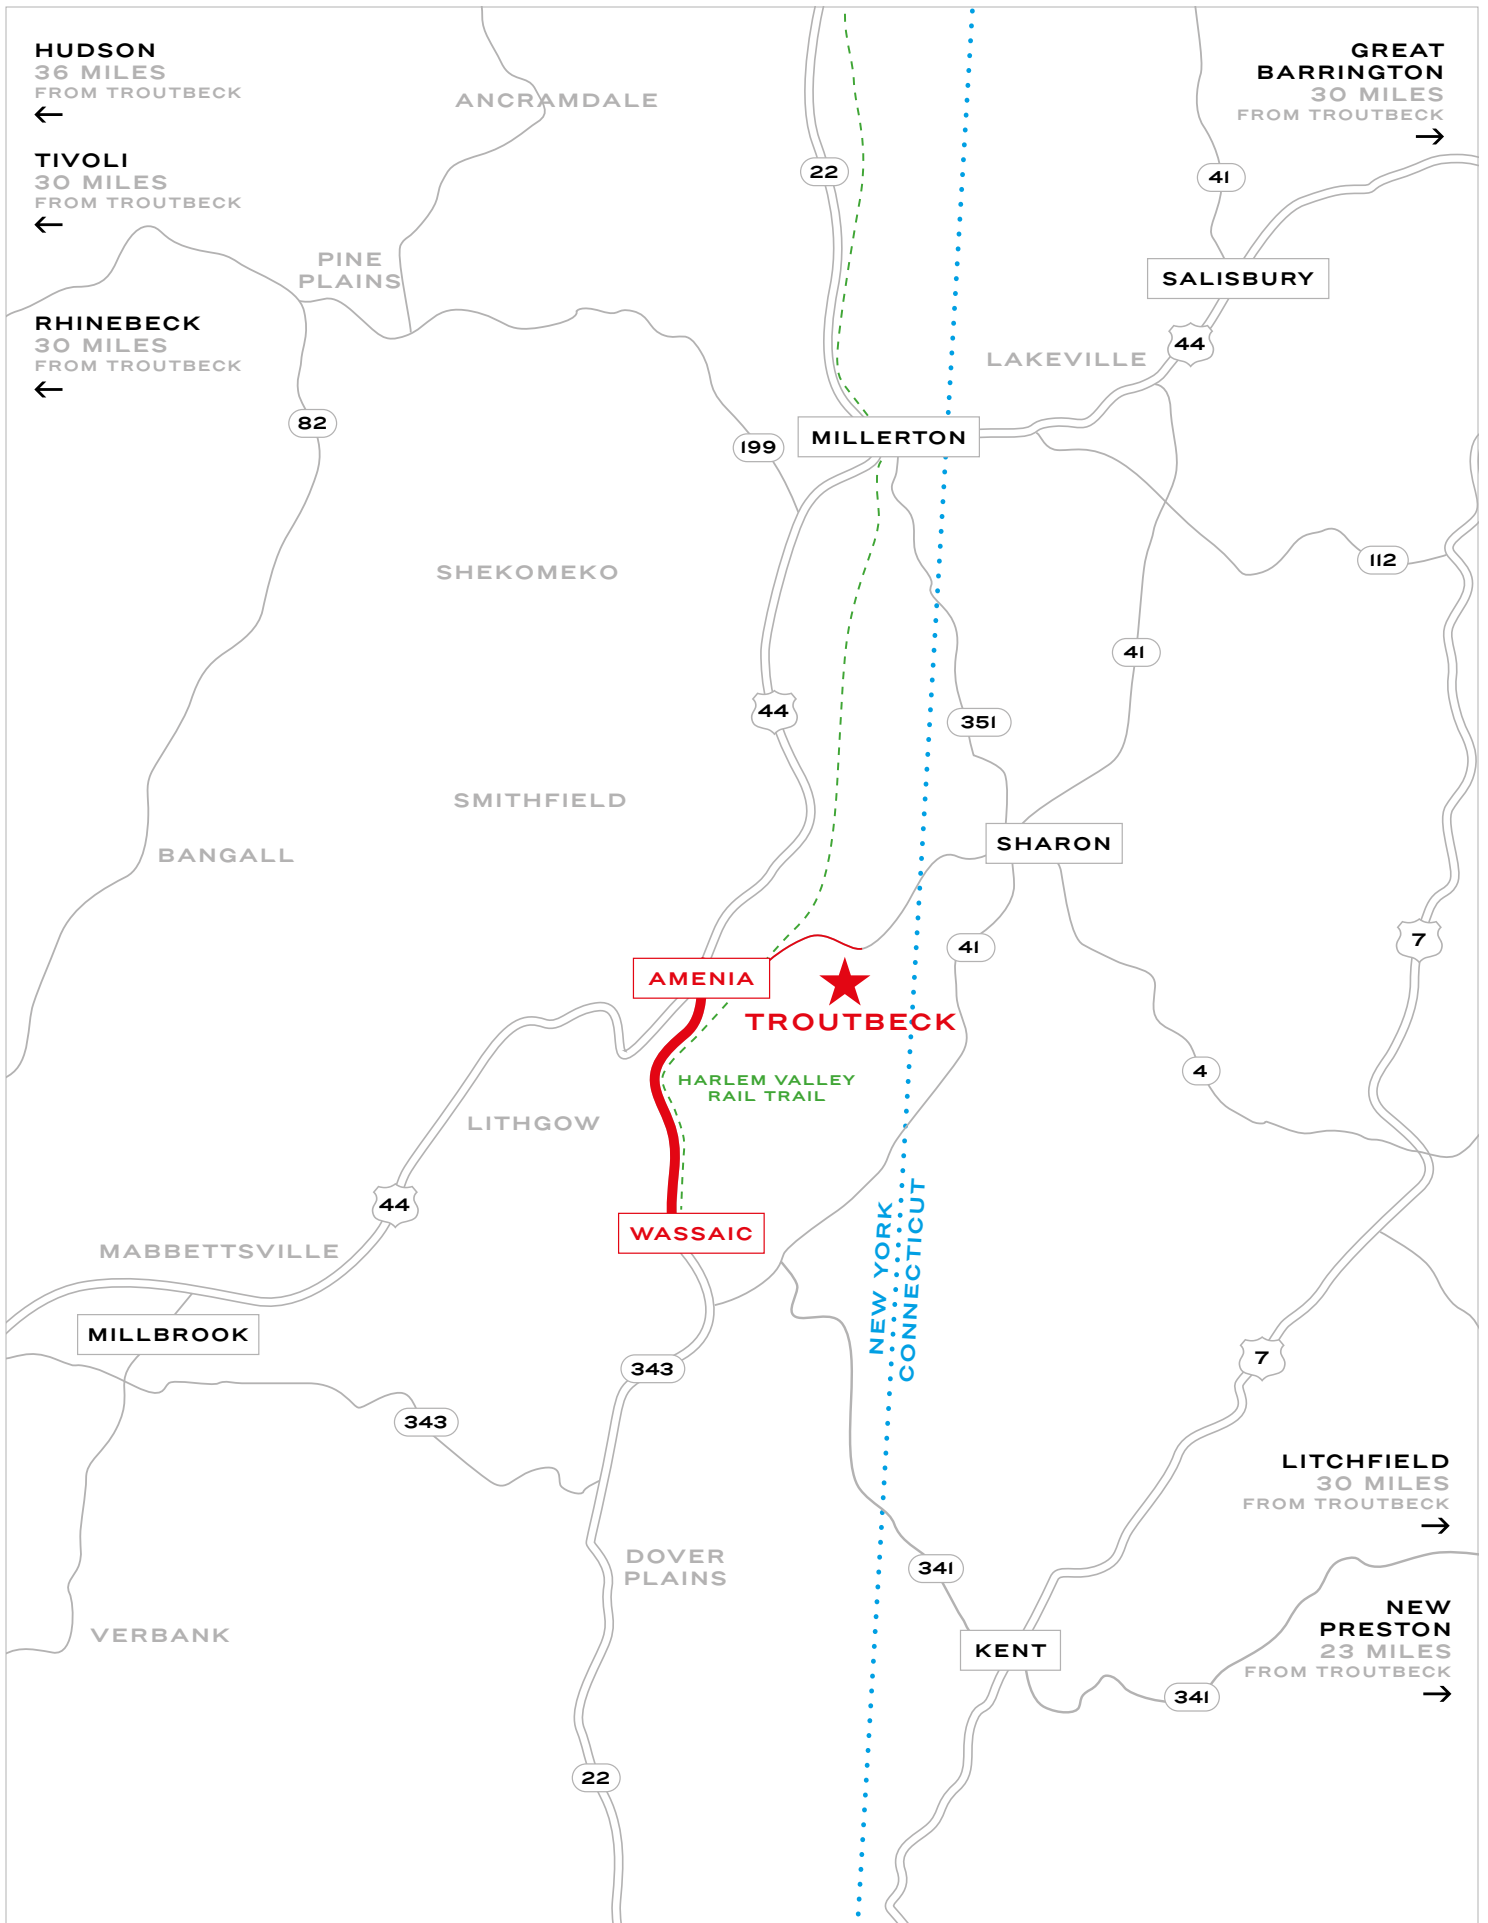 HUDSON
36 MILES
FROM TROUTBECK
←
TIVOLI
30 MILES
FROM TROUTBECK
←
RHINEBECK
30 MILES
FROM TROUTBECK
←
GREAT
BARRINGTON
30 MILES
FROM TROUTBECK
→
ANCRAMDALE
22
41
PINE
PLAINS
SALISBURY
44
LAKEVILLE
82
199
MILLERTON
112
SHEKOMEKO
41
44
351
SMITHFIELD
SHARON
BANGALL
7
41
AMENIA
TROUTBECK
4
HARLEM VALLEY
RAIL TRAIL
LITHGOW
44
WASSAIC
MABBETTSVILLE
NEW YORK
CONNECTICUT
MILLBROOK
7
343
343
LITCHFIELD
30 MILES
FROM TROUTBECK
→
DOVER
PLAINS
341
VERBANK
KENT
NEW
PRESTON
23 MILES
FROM TROUTBECK
→
341
22